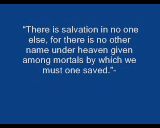 "There is salvation in no one
else, for there is no other
name under heaven given
among mortals by which we
must one saved."-